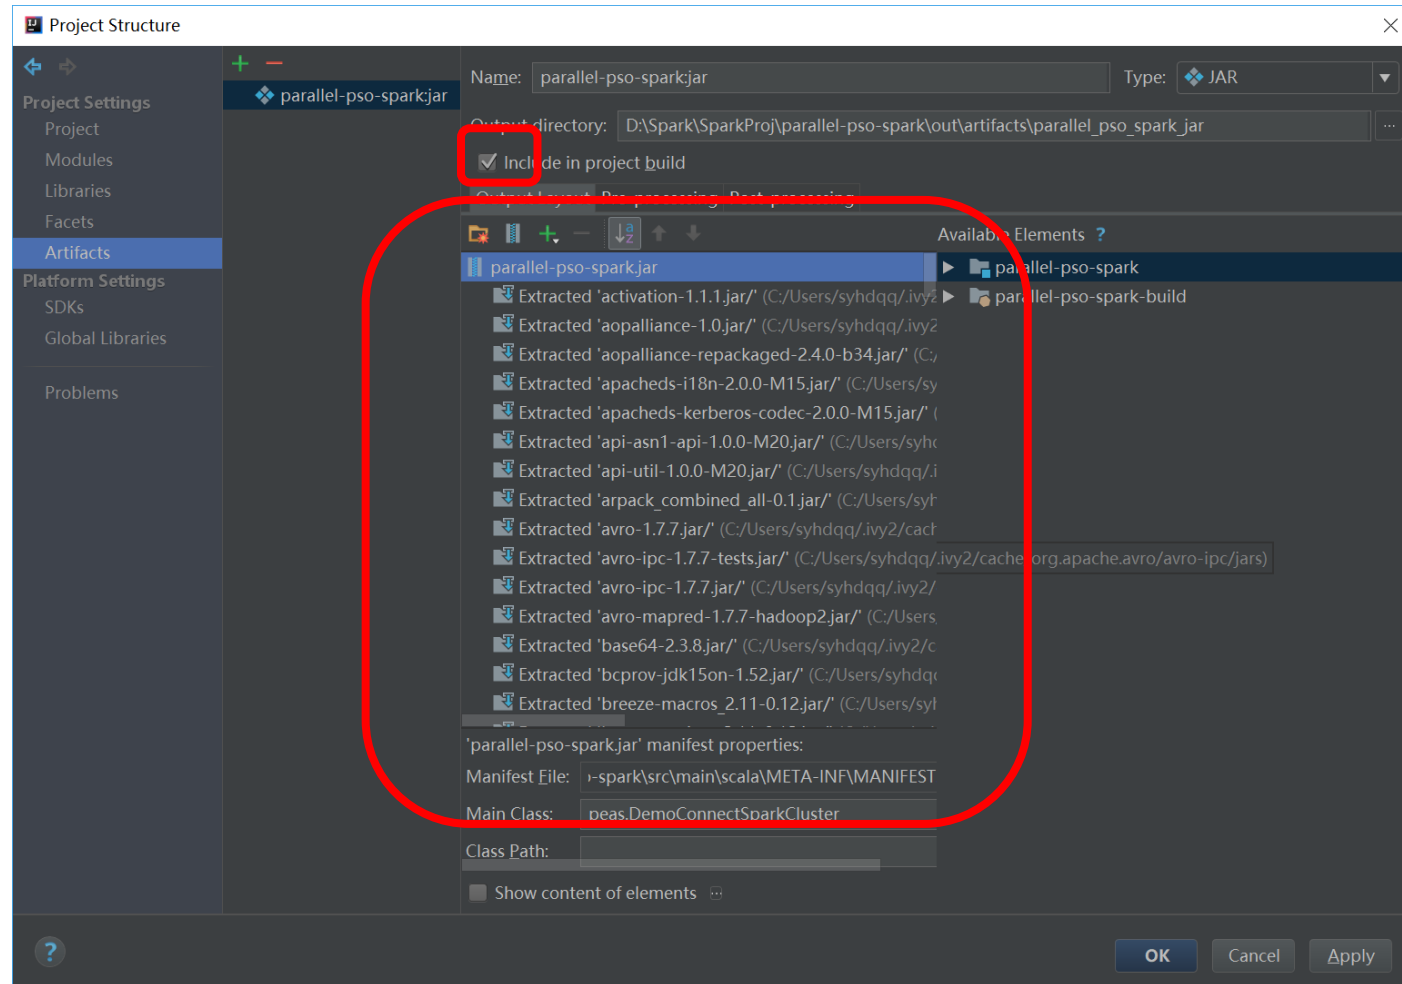 Project Structure
Project Settings
Project
Modules
Libraries
Facets
Artifacts
Platform Settings
SDKs
Global Libraries
Problems
parallel-pso-spark:jar
Name: parallel-pso-spark:jar Type: JAR
Output directory: D:\Spark\SparkProj\parallel-pso-spark\out\artifacts\parallel_pso_spark_jar
Include in project build
Output Layout Pre-processing Post-processing
Available Elements ?
parallel-pso-spark.jar
Extracted 'activation-1.1.1.jar/' (C:/Users/syhdqq/.ivy2
Extracted 'aopalliance-1.0.jar/' (C:/Users/syhdqq/.ivy2
Extracted 'aopalliance-repackaged-2.4.0-b34.jar/' (C:/
Extracted 'apacheds-i18n-2.0.0-M15.jar/' (C:/Users/sy
Extracted 'apacheds-kerberos-codec-2.0.0-M15.jar/' (
Extracted 'api-asn1-api-1.0.0-M20.jar/' (C:/Users/syhd
Extracted 'api-util-1.0.0-M20.jar/' (C:/Users/syhdqq/.i
Extracted 'arpack_combined_all-0.1.jar/' (C:/Users/syh
Extracted 'avro-1.7.7.jar/' (C:/Users/syhdqq/.ivy2/cach
Extracted 'avro-ipc-1.7.7-tests.jar/' (C:/Users/syhdqq/.ivy2/cache/org.apache.avro/avro-ipc/jars)
Extracted 'avro-ipc-1.7.7.jar/' (C:/Users/syhdqq/.ivy2/
Extracted 'avro-mapred-1.7.7-hadoop2.jar/' (C:/Users/
Extracted 'base64-2.3.8.jar/' (C:/Users/syhdqq/.ivy2/c
Extracted 'bcprov-jdk15on-1.52.jar/' (C:/Users/syhdqq
Extracted 'breeze-macros_2.11-0.12.jar/' (C:/Users/syh
parallel-pso-spark
parallel-pso-spark-build
'parallel-pso-spark.jar' manifest properties:
Manifest File: -spark\src\main\scala\META-INF\MANIFEST
Main Class: peas.DemoConnectSparkCluster
Class Path:
Show content of elements ...
? OK Cancel Apply